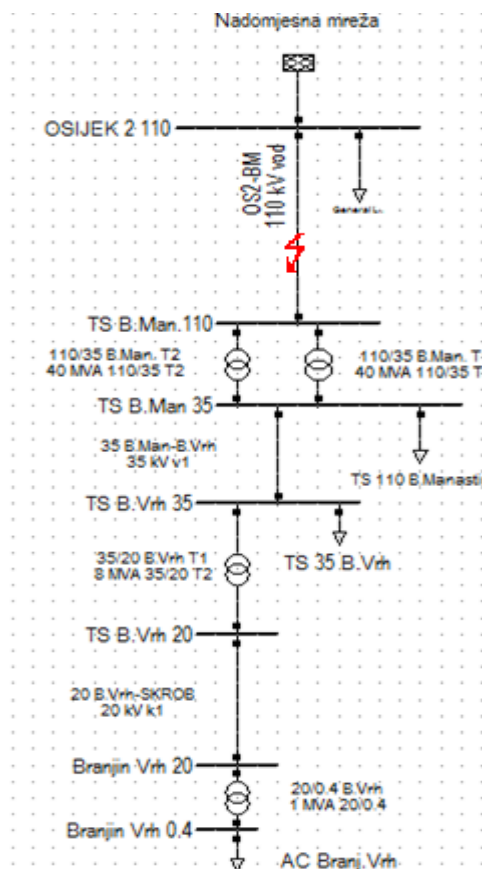 Nadomjesna mreža
OSIJEK 2 110
OS2-BM
110 kV vod
General L.
TS B.Man.110
110/35 B.Man. T2
40 MVA 110/35 T2
110/35 B.Man. T
40 MVA 110/35 T
TS B.Man 35
35 B.Man-B.Vrh
35 kV v1
TS 110 B.Manasti
TS B.Vrh 35
35/20 B.Vrh T1
8 MVA 35/20 T2
TS 35 B.Vrh
TS B.Vrh 20
20 B.Vrh-SKROB
20 kV k1
Branjin Vrh 20
20/0.4 B.Vrh
1 MVA 20/0.4
Branjin Vrh 0.4
AC Branj.Vrh